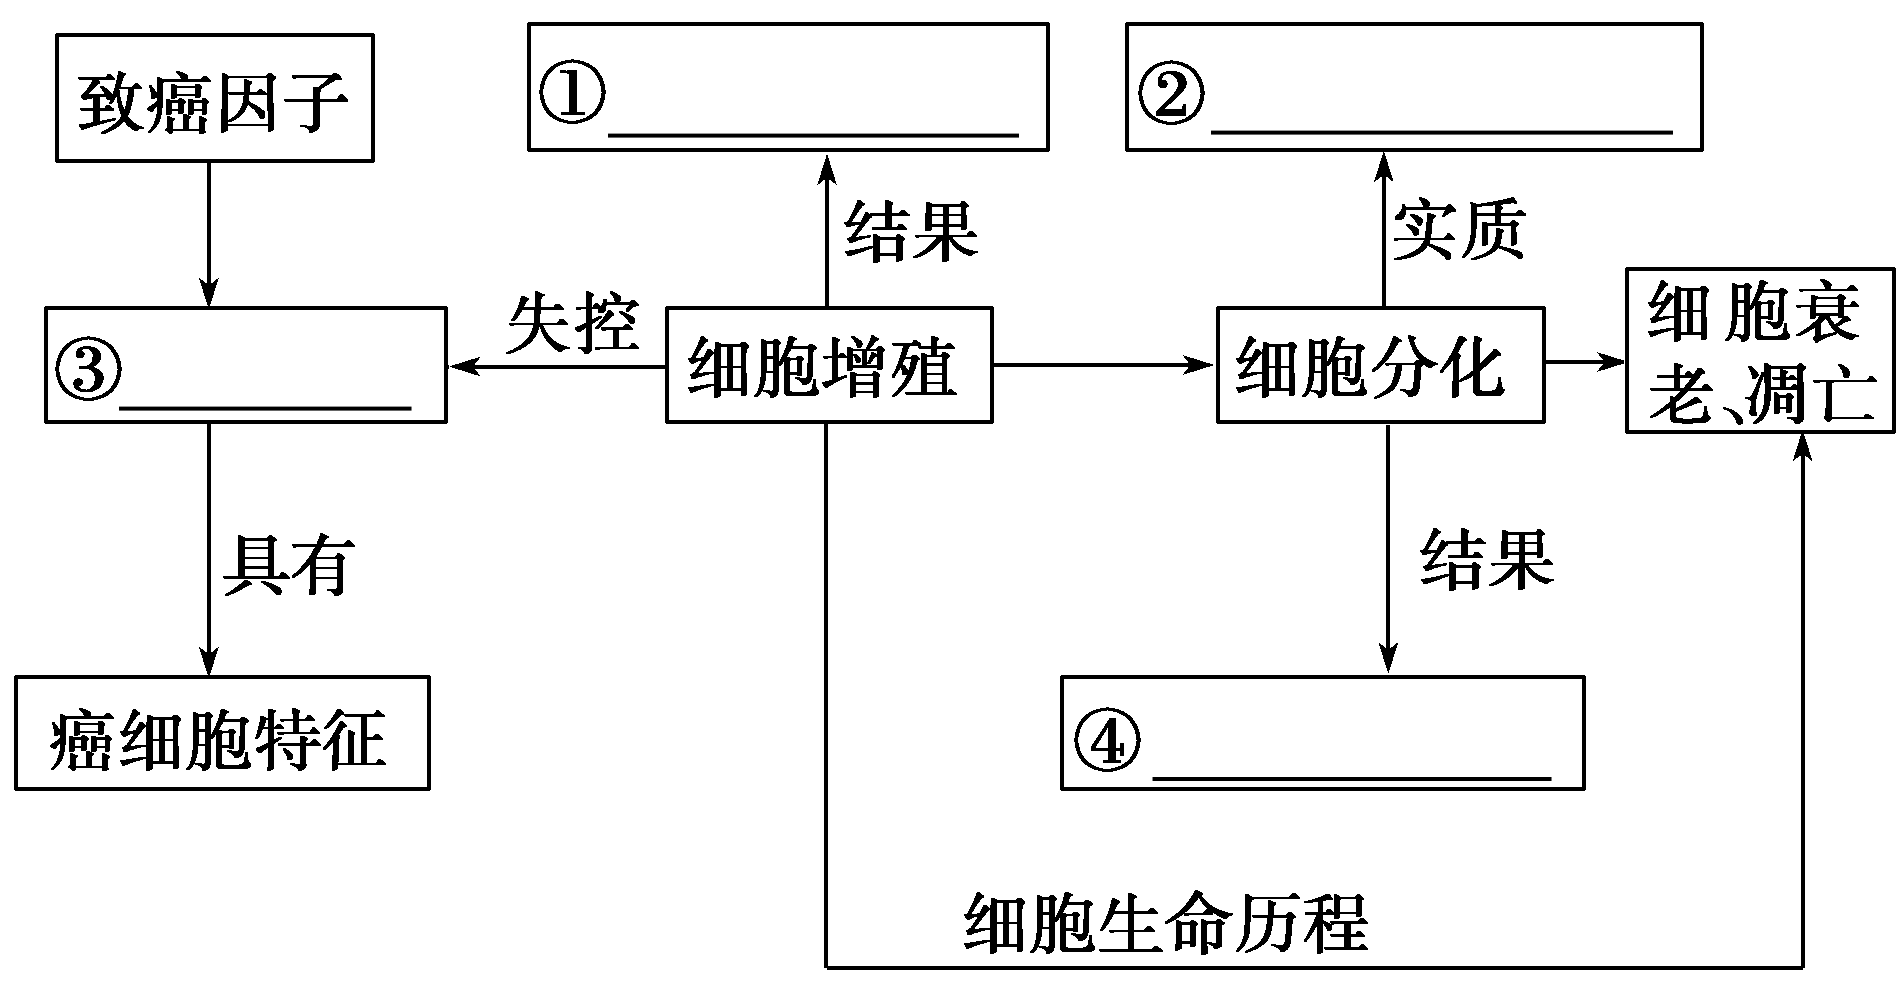 致癌因子
①
②
结果
实质
③
失控
细胞增殖
细胞分化
细胞衰
老、凋亡
具有
结果
癌细胞特征
④
细胞生命历程